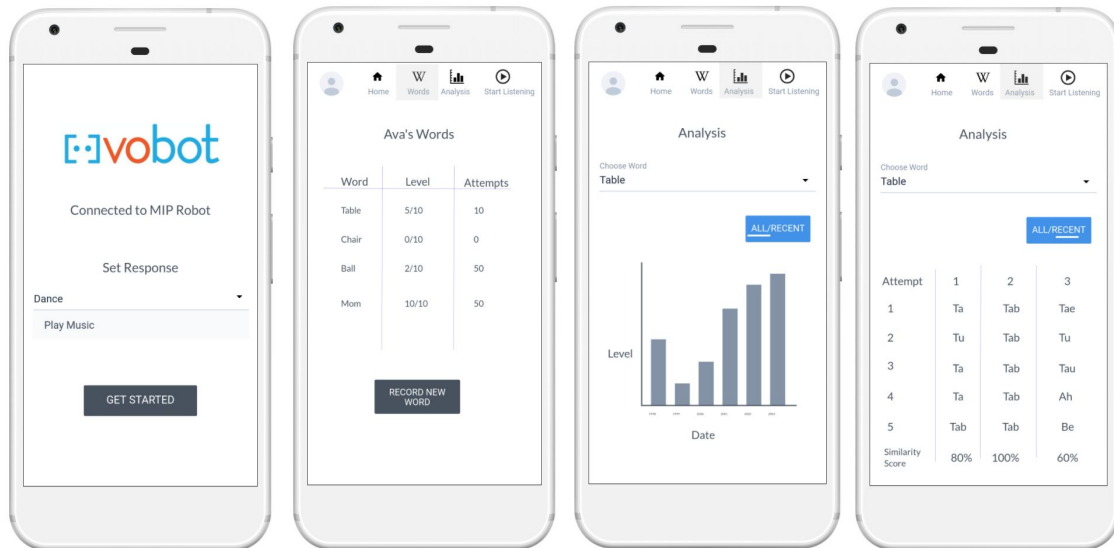 [··]vobot
Connected to MIP Robot
Set Response
Dance
Play Music
GET STARTED
Home Words Analysis Start Listening
Ava's Words
Word Level Attempts
Table 5/10 10
Chair 0/10 0
Ball 2/10 50
Mom 10/10 50
RECORD NEW
WORD
Home Words Analysis Start Listening
Analysis
Choose Word
Table
ALL/RECENT
Level
Date
Home Words Analysis Start Listening
Analysis
Choose Word
Table
ALL/RECENT
Attempt 1 2 3
1 Ta Tab Tae
2 Tu Tab Tu
3 Ta Tab Tau
4 Ta Tab Ah
5 Tab Tab Be
Similarity
Score 80% 100% 60%